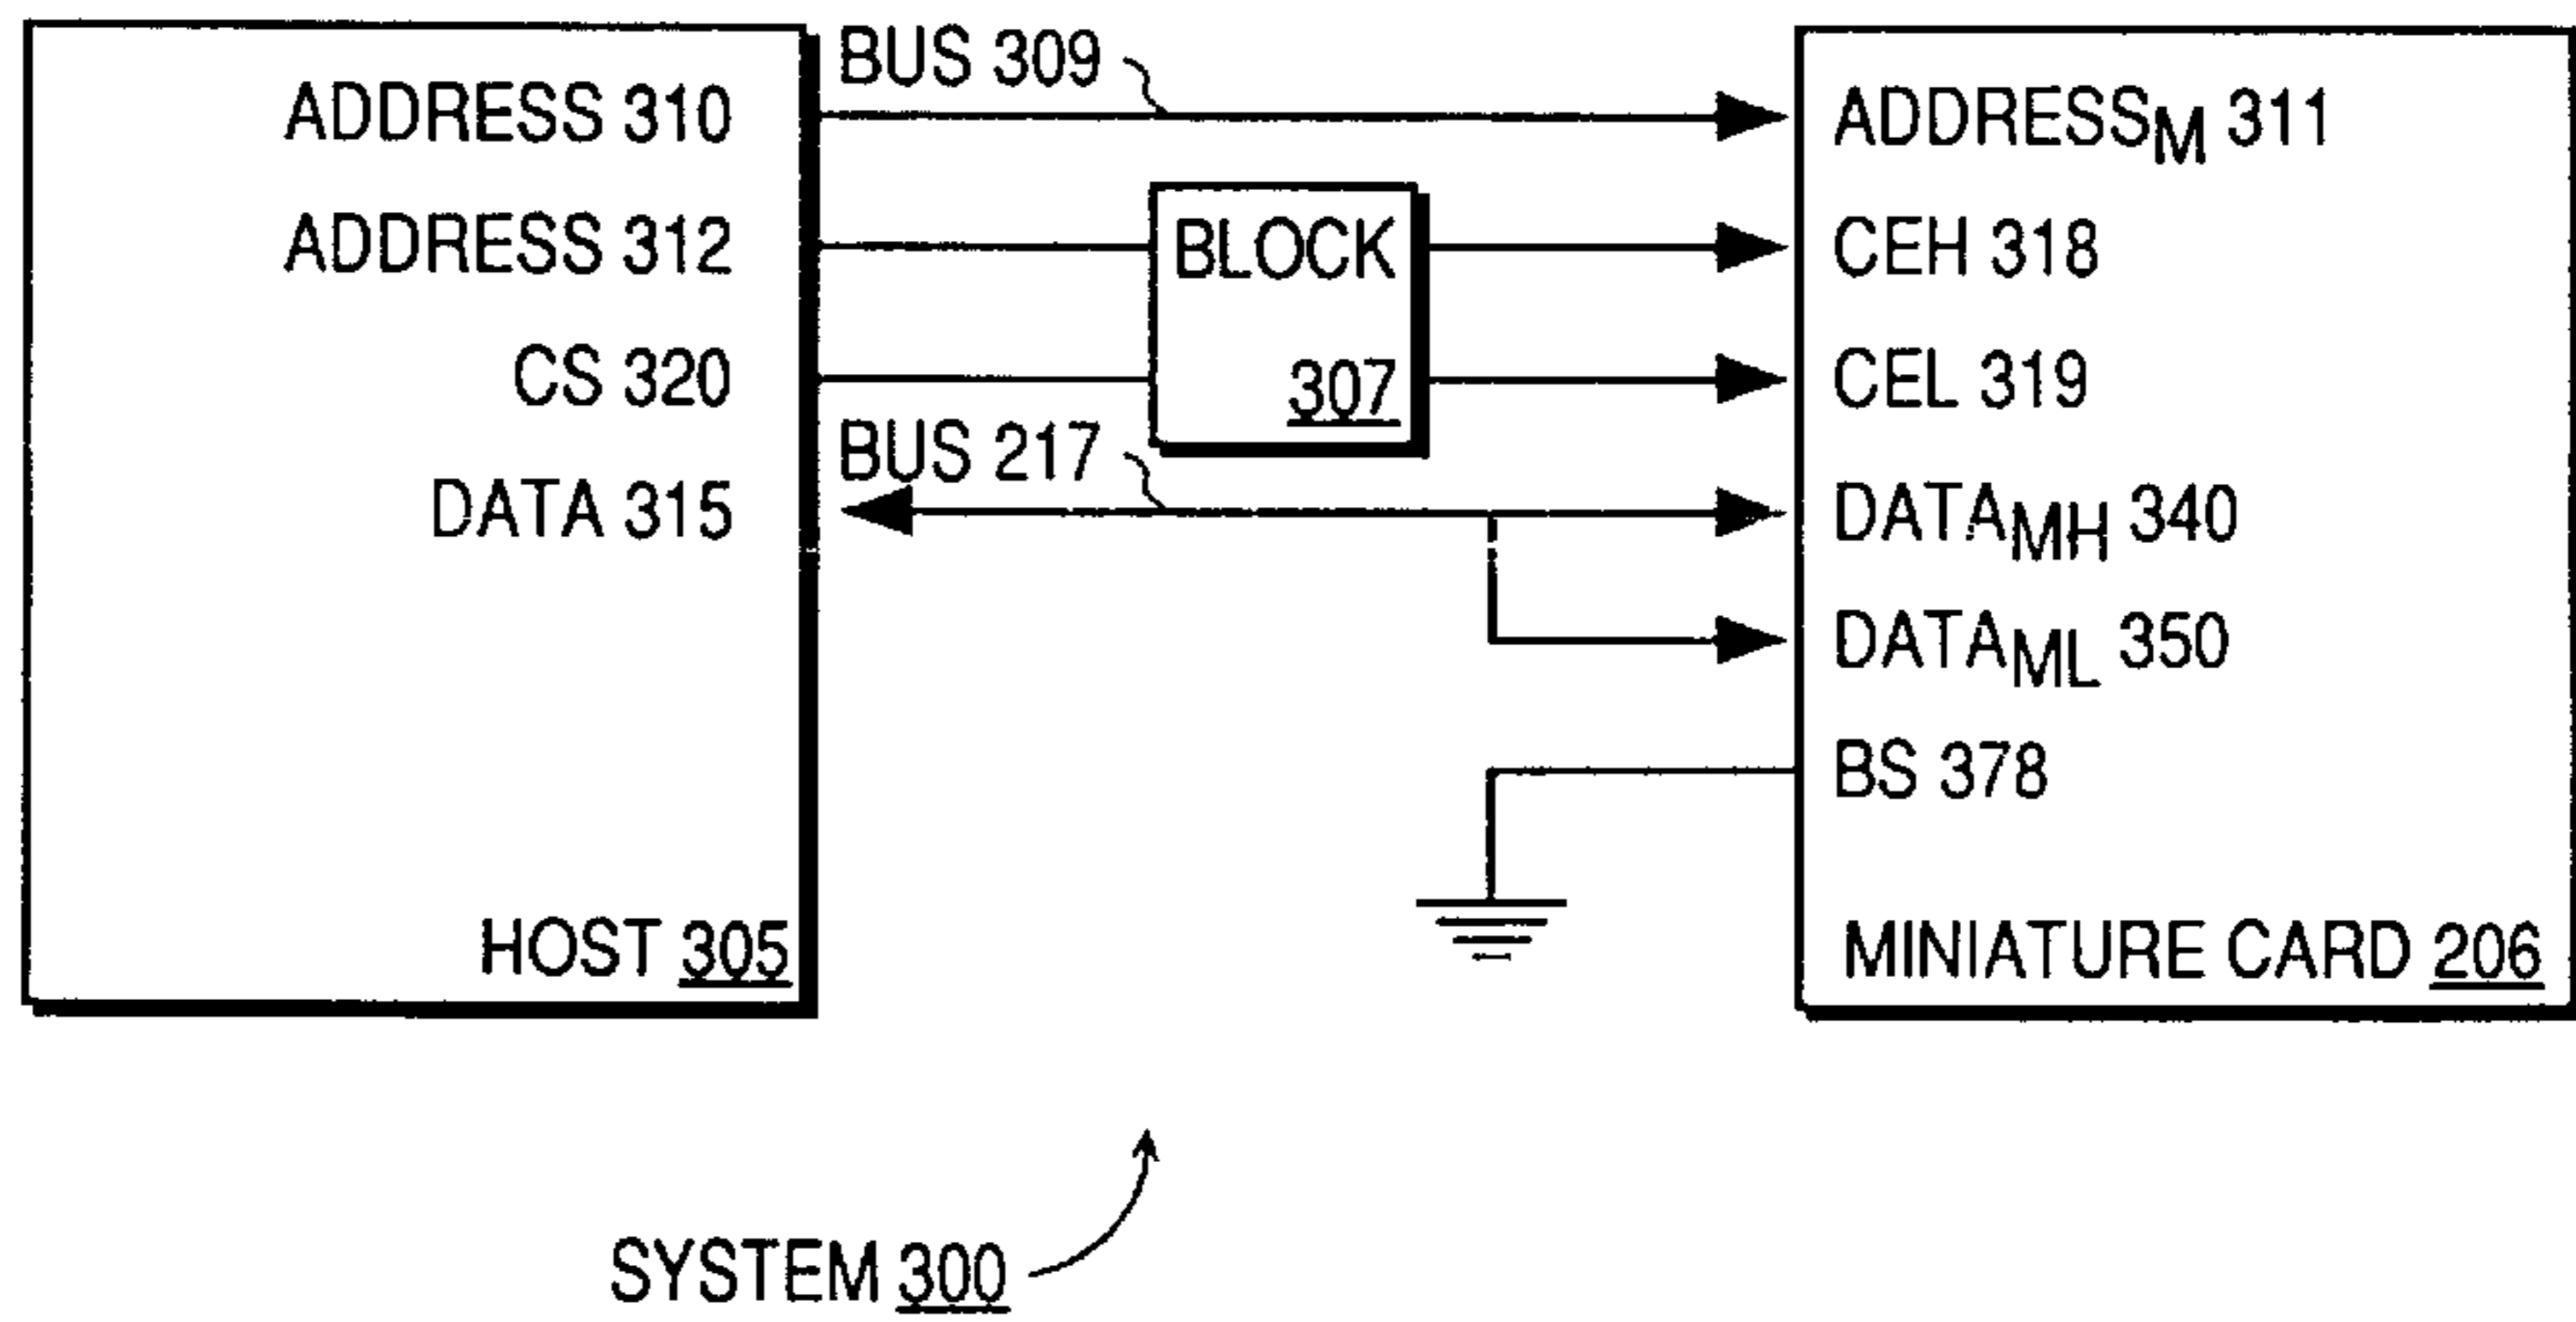 BUS 309
ADDRESS 310
ADDRESSM 311
ADDRESS 312
BLOCK
CEH 318
CS 320
307
CEL 319
BUS 217
DATA 315
DATAMH 340
DATAML 350
BS 378
HOST 305
MINIATURE CARD 206
SYSTEM 300